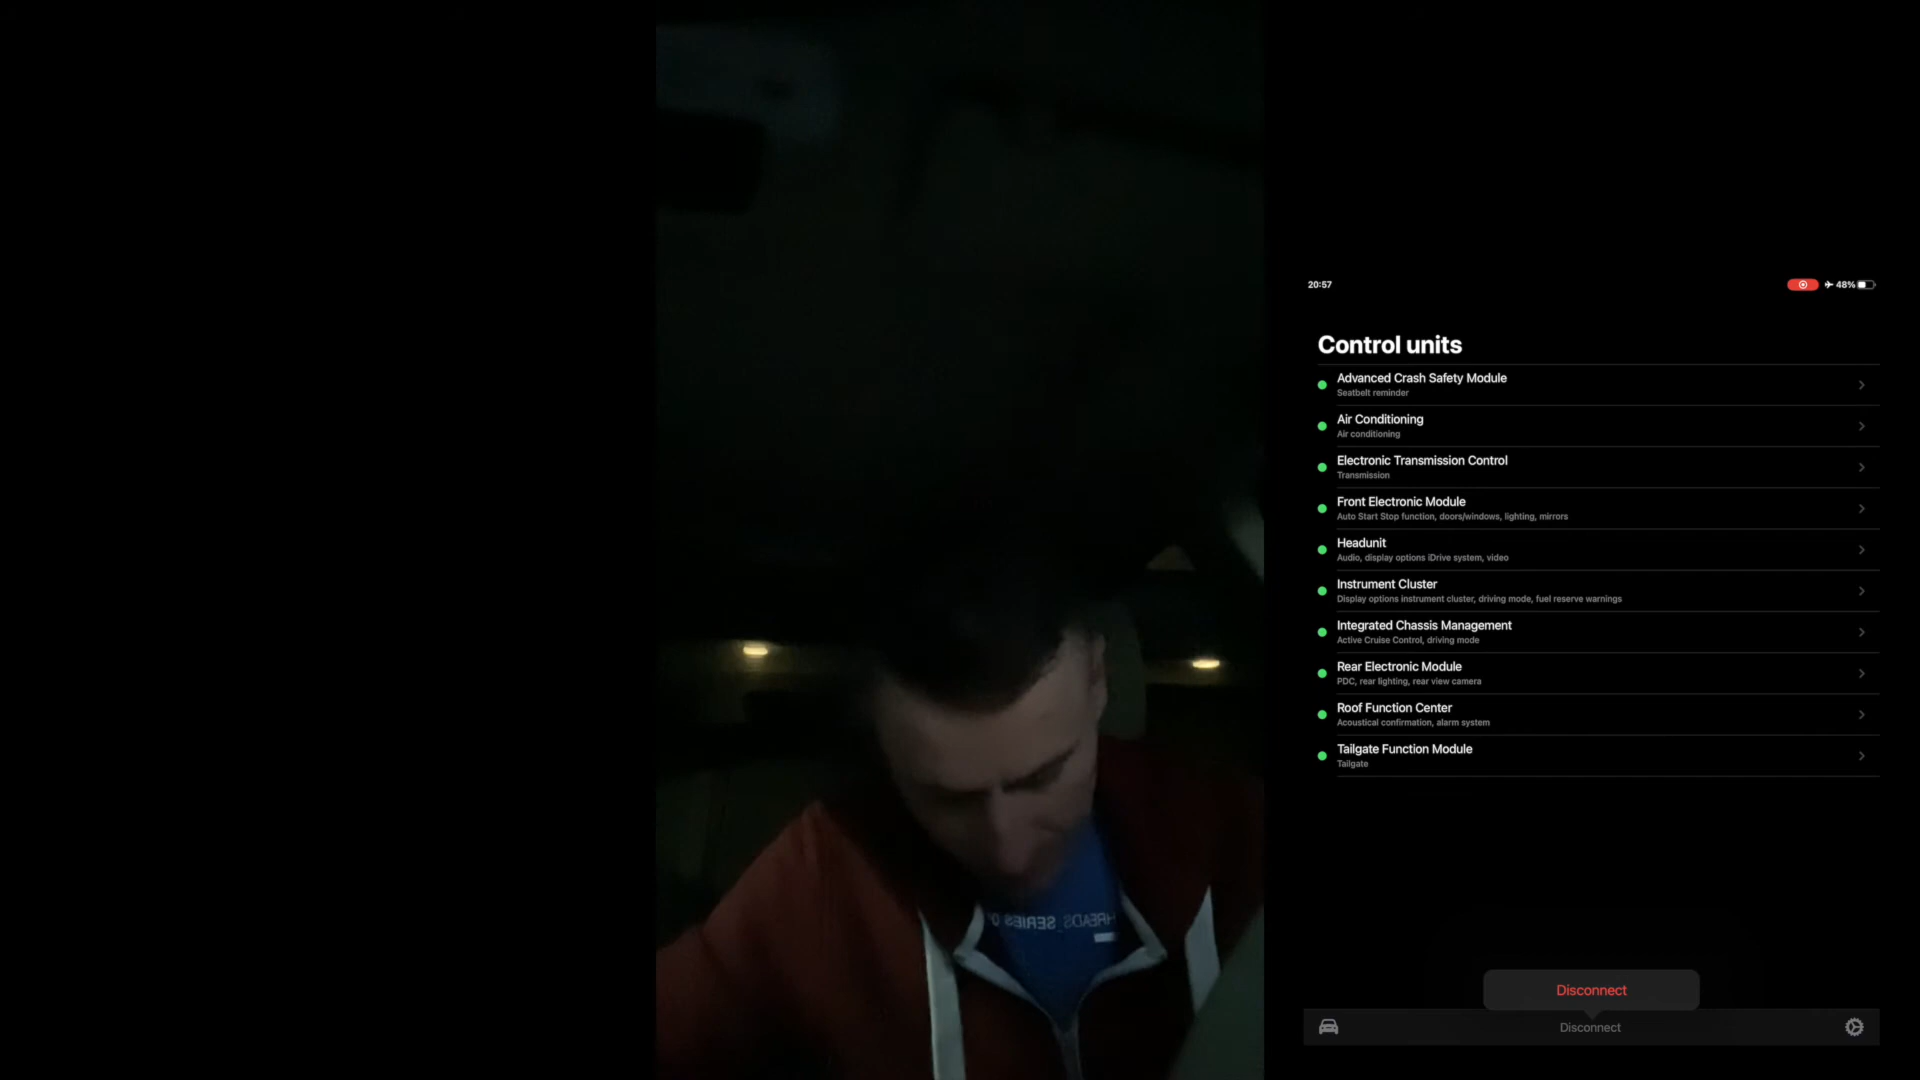 20:57
48%
Control units
Advanced Crash Safety Module
Seatbelt reminder
Air Conditioning
Air conditioning
Electronic Transmission Control
Transmission
Front Electronic Module
Auto Start Stop function, doors/windows, lighting, mirrors
Headunit
Audio, display options iDrive system, video
Instrument Cluster
Display options instrument cluster, driving mode, fuel reserve warnings
Integrated Chassis Management
Active Cruise Control, driving mode
Rear Electronic Module
PDC, rear lighting, rear view camera
Roof Function Center
Acoustical confirmation, alarm system
Tailgate Function Module
Tailgate
HREADS_SERIES 0
Disconnect
Disconnect